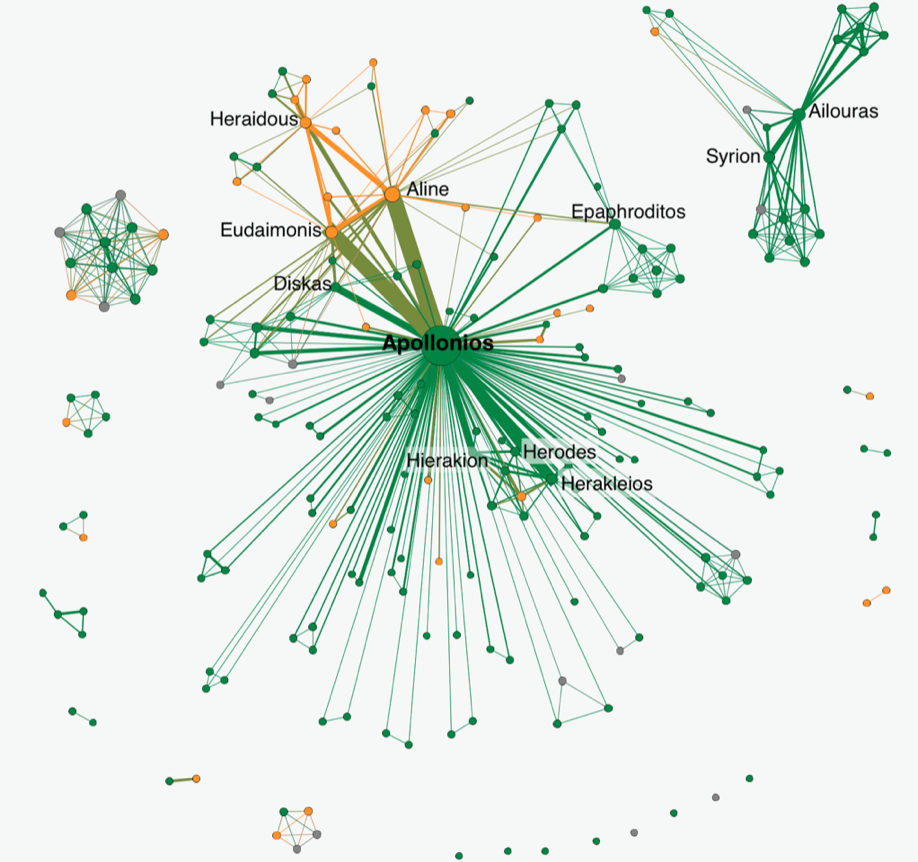 Ailouras
Heraidous
Syrion
Aline
Epaphroditos
Eudaimonis
Diskas
Apollonios
Herodes
Hierakion
Herakleios